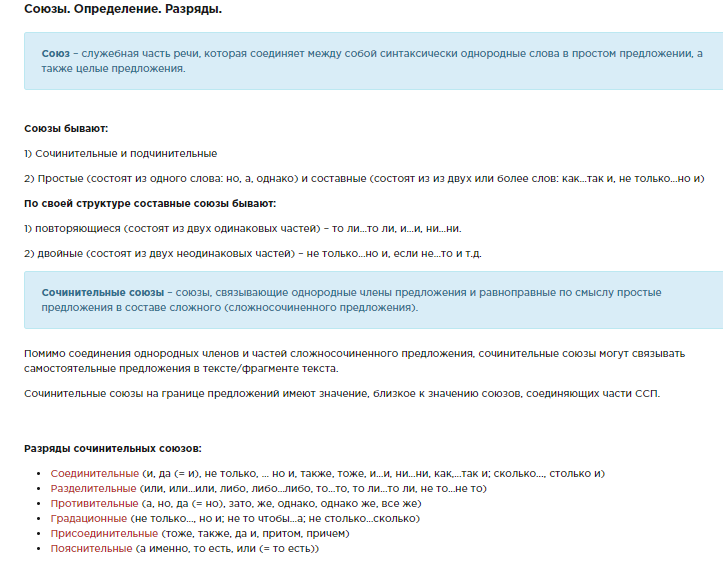 Союзы. Определение. Разряды.
Союз – служебная часть речи, которая соединяет между собой синтаксически однородные слова в простом предложении, а
также целые предложения.
Союзы бывают:
1) Сочинительные и подчинительные
2) Простые (состоят из одного слова: но, а, однако) и составные (состоят из из двух или более слов: как...так и, не только...но и)
По своей структуре составные союзы бывают:
1) повторяющиеся (состоят из двух одинаковых частей) – то ли...то ли, и...и, ни...ни.
2) двойные (состоят из двух неодинаковых частей) – не только...но и, если не...то и т.д.
Сочинительные союзы – союзы, связывающие однородные члены предложения и равноправные по смыслу простые
предложения в составе сложного (сложносочиненного предложения).
Помимо соединения однородных членов и частей сложносочиненного предложения, сочинительные союзы могут связывать
самостоятельные предложения в тексте/фрагменте текста.
Сочинительные союзы на границе предложений имеют значение, близкое к значению союзов, соединяющих части ССП.
Разряды сочинительных союзов:
• Соединительные (и, да (= и), не только, ... но и, также, тоже, и...и, ни...ни, как,...так и; сколько..., столько и)
• Разделительные (или, или...или, либо, либо...либо, то...то, то ли...то ли, не то...не то)
• Противительные (а, но, да (= но), зато, же, однако, однако же, все же)
• Градационные (не только..., но и; не то чтобы...а; не столько...сколько)
• Присоединительные (тоже, также, да и, притом, причем)
• Пояснительные (а именно, то есть, или (= то есть))